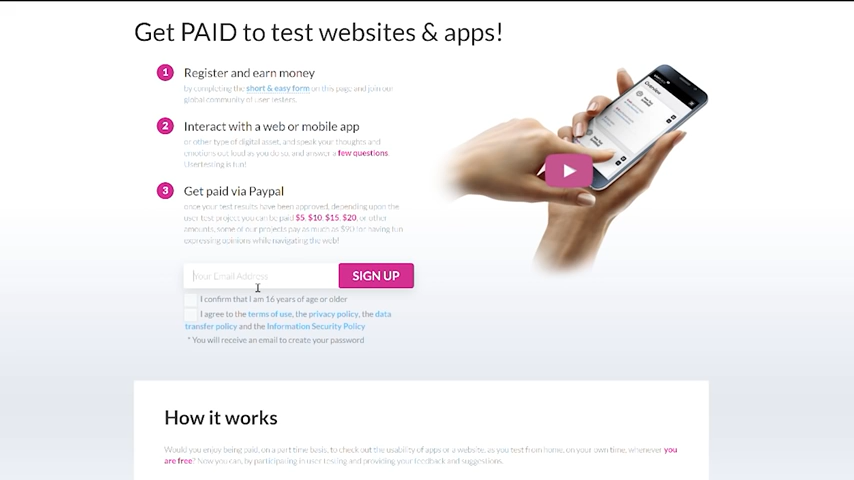 Get PAID to test websites & apps!
1 Register and earn money
by completing the short & easy form on this page and join our
global community of user testers.
2 Interact with a web or mobile app
or other type of digital asset, and speak your thoughts and
emotions out loud as you do so, and answer a few questions.
Usertesting is fun!
3 Get paid via Paypal
once your test results have been approved, depending upon the
user test project you can be paid $5, $10, $15, $20, or other
amounts, some of our projects pay as much as $90 for having fun
expressing opinions while navigating the web!
Your Email Address
SIGN UP
I confirm that I am 16 years of age or older
I agree to the terms of use, the privacy policy, the data
transfer policy and the Information Security Policy
* You will receive an email to create your password
Overview
How it works
Would you enjoy being paid, on a part time basis, to check out the usability of apps or a website, as you test from home, on your own time, whenever you
are free? Now you can, by participating in user testing and providing your feedback and suggestions.